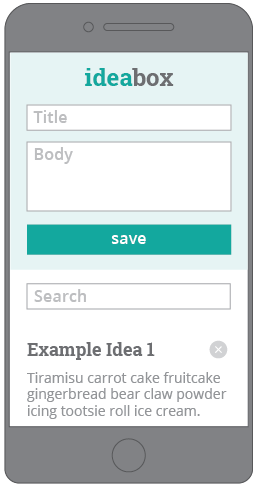 ideabox
Title
Body
save
Search
Example Idea 1
Tiramisu carrot cake fruitcake
gingerbread bear claw powder
icing tootsie roll ice cream.